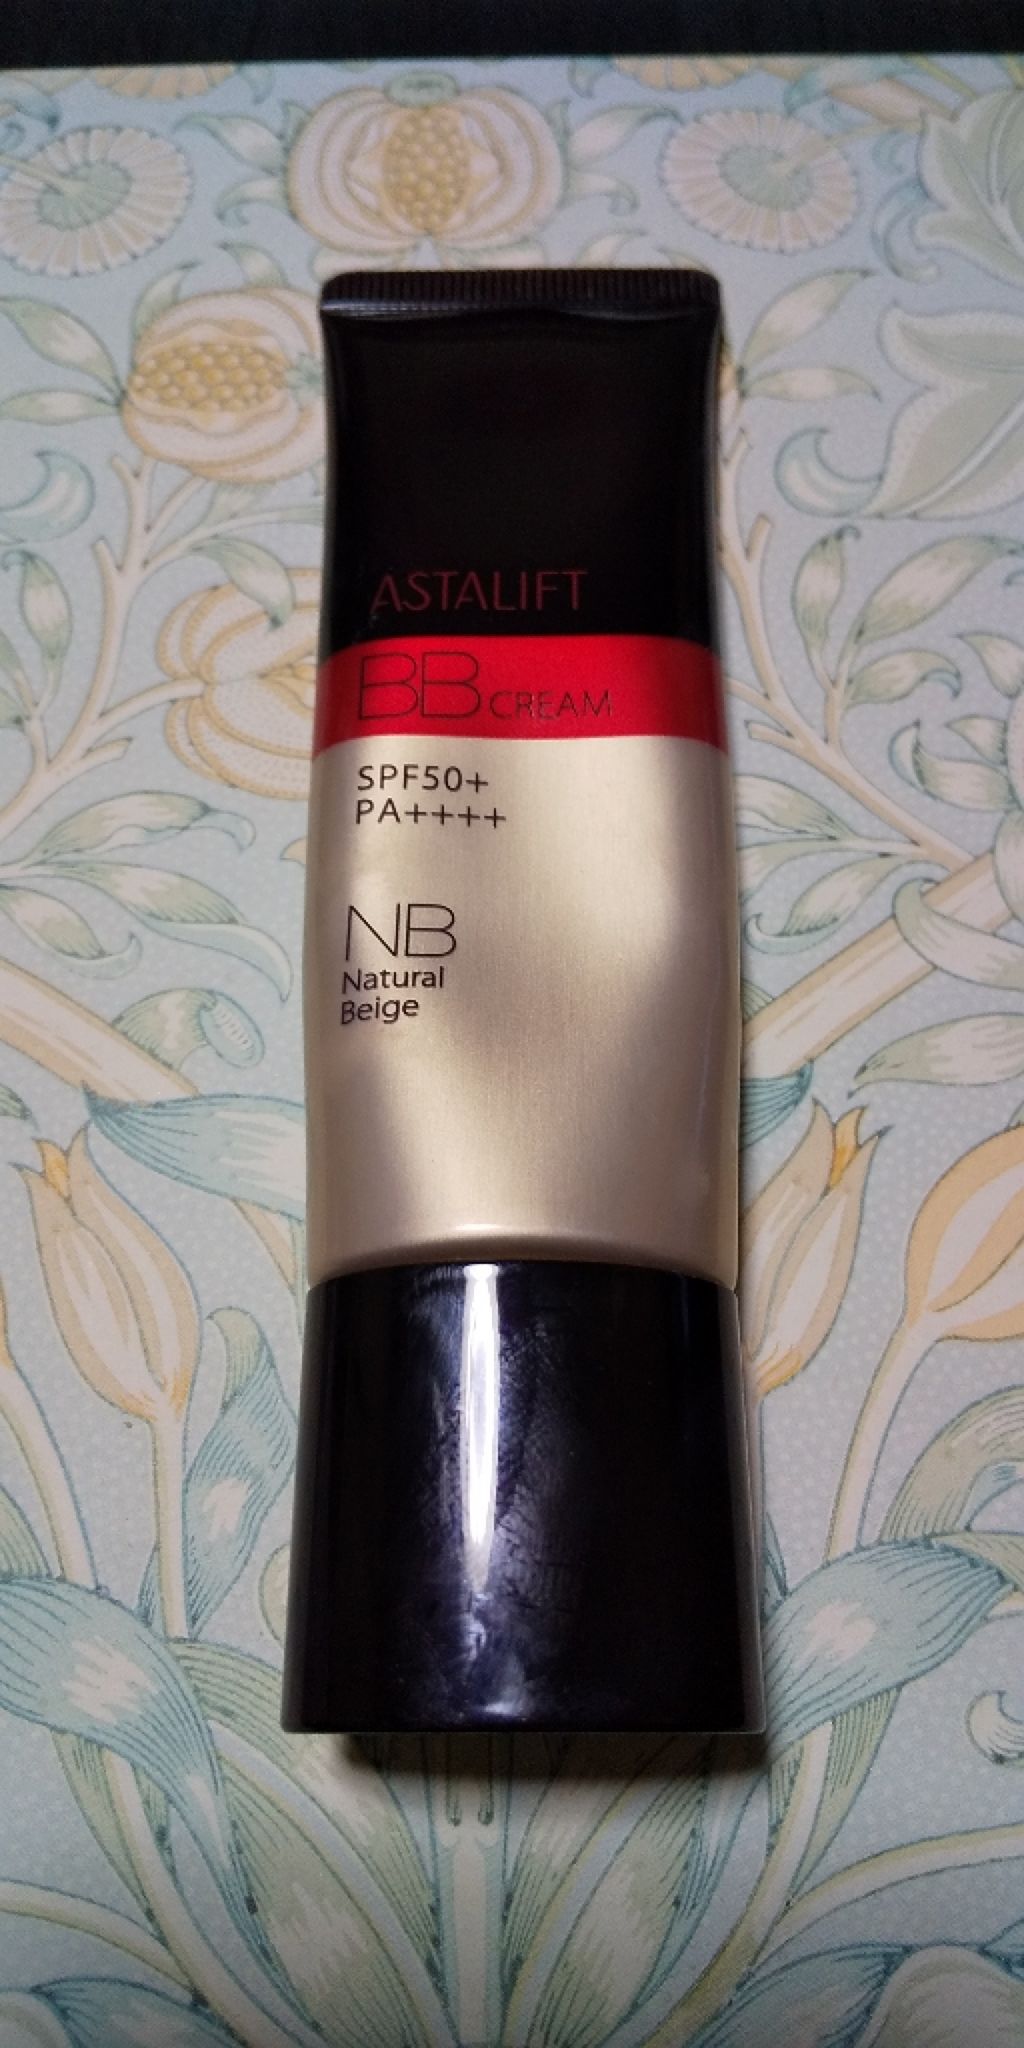 ASTALIFT
BB CREAM
SPF50+
PA++++
NB
Natural
Beige